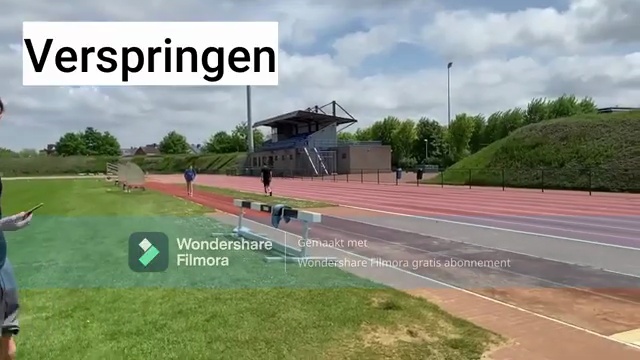 Verspringen
Wondershare
Filmora
Gemaakt met
Wondershare Filmora gratis abonnement